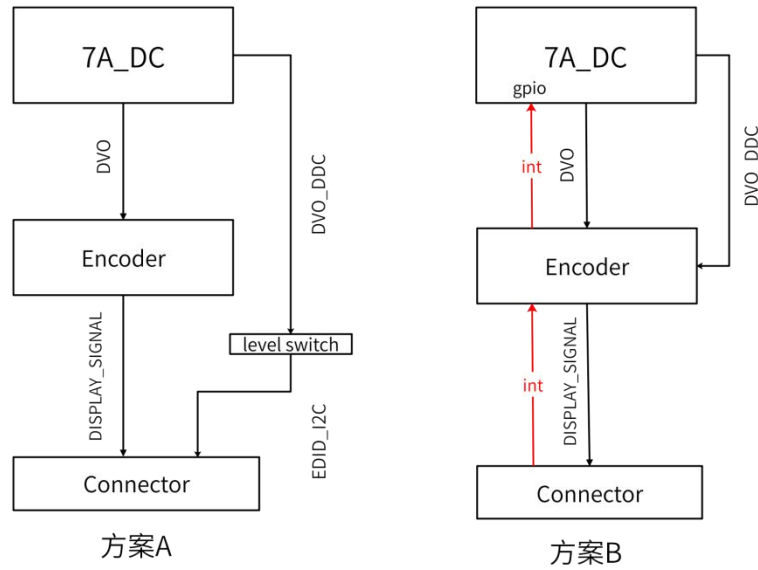 7A_DC
DVO
DVO_DDC
Encoder
level switch
DISPLAY_SIGNAL
EDID_I2C
Connector
方案A
7A_DC
gpio
int
DVO
DVO_DDC
Encoder
int
DISPLAY_SIGNAL
Connector
方案B